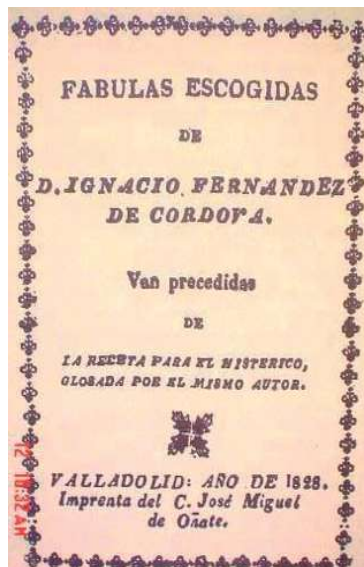 FABULAS ESCOGIDAS
DE
D. IGNACIO FERNANDEZ
DE CORDOVA.
Van precedidas
DE
LA RECETA PARA EL HISTERICO,
GLOSADA POR EL MISMO AUTOR.
VALLADOLID: AÑO DE 1828.
Imprenta del C. José Miguel
de Oñate.